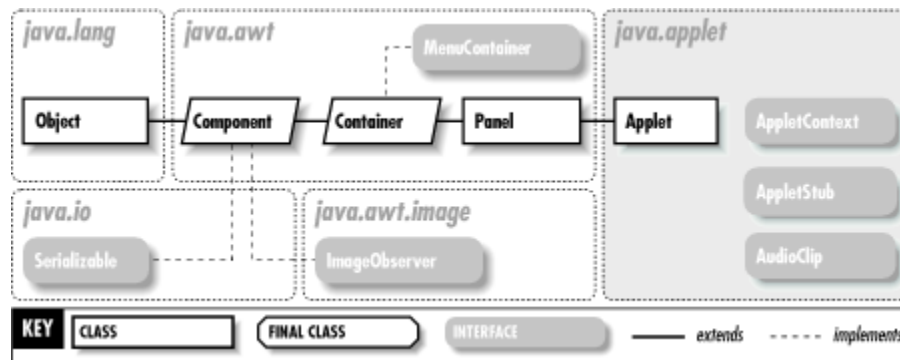 java.lang
java.awt
java.applet
MenuContainer
Object
Component
Container
Panel
Applet
AppletContext
AppletStub
AudioClip
java.io
java.awt.image
Serializable
ImageObserver
KEY
CLASS
FINAL CLASS
INTERFACE
extends
implements